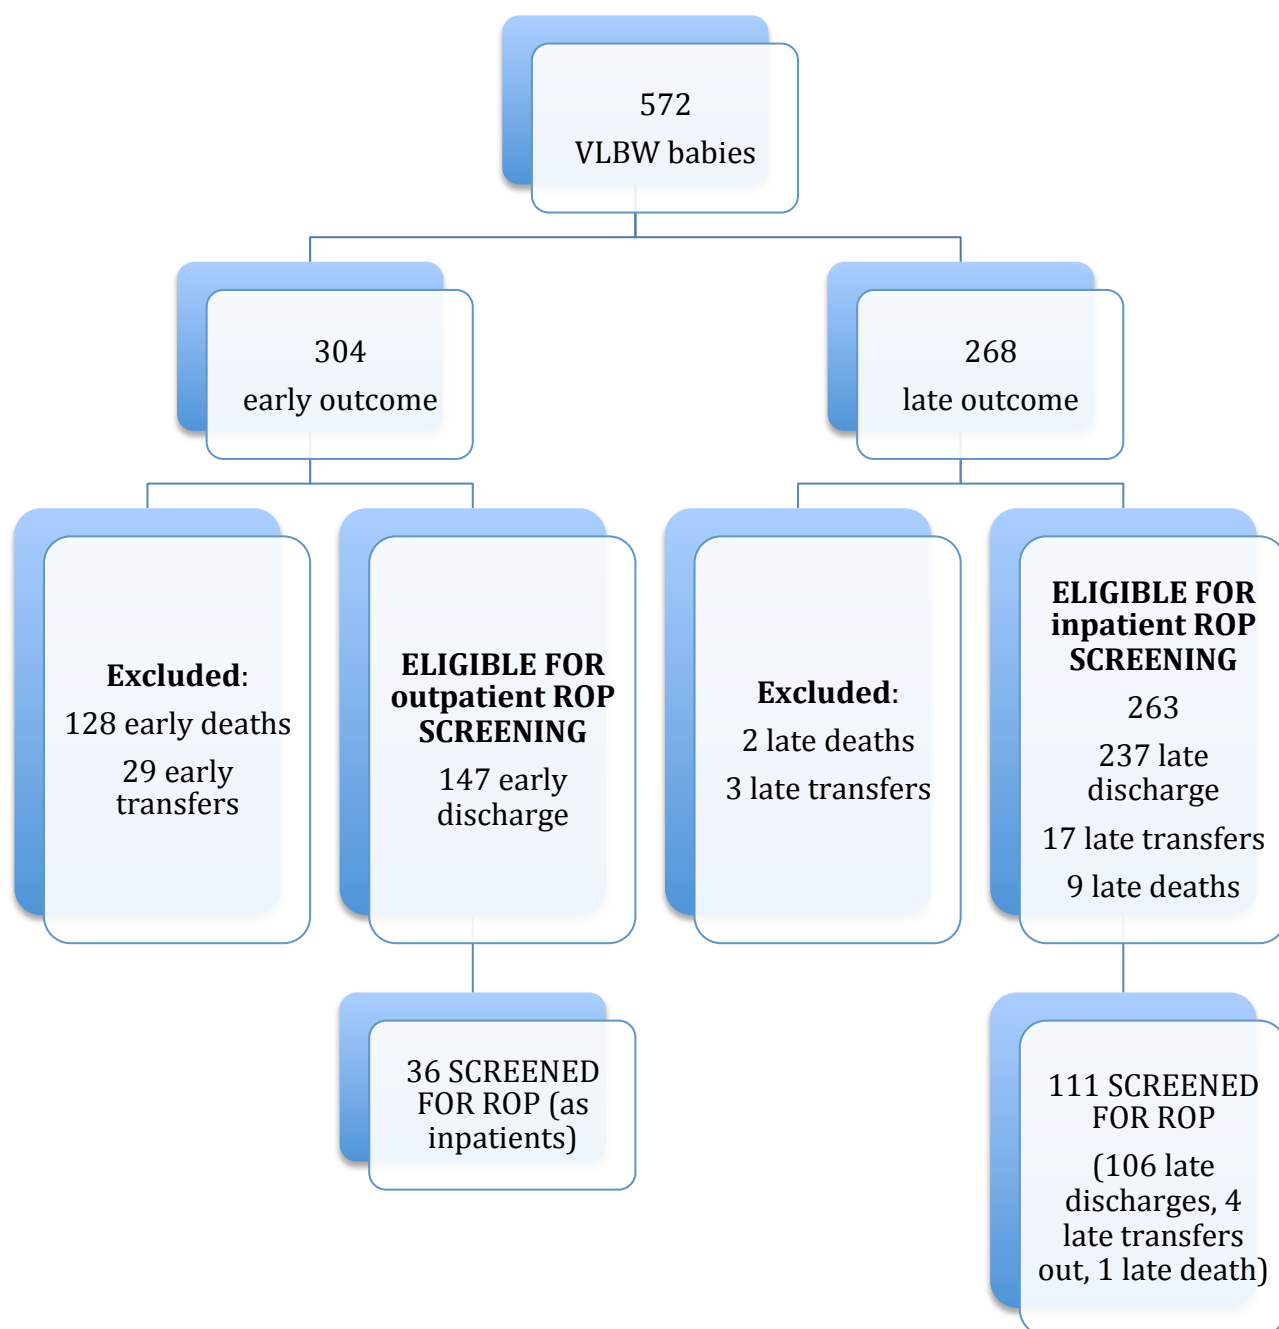 572
VLBW babies
304
early outcome
268
late outcome
Excluded:
128 early deaths
29 early
transfers
ELIGIBLE FOR
outpatient ROP
SCREENING
147 early
discharge
Excluded:
2 late deaths
3 late transfers
ELIGIBLE FOR
inpatient ROP
SCREENING
263
237 late
discharge
17 late transfers
9 late deaths
36 SCREENED
FOR ROP (as
inpatients)
111 SCREENED
FOR ROP
(106 late
discharges, 4
late transfers
out, 1 late death)